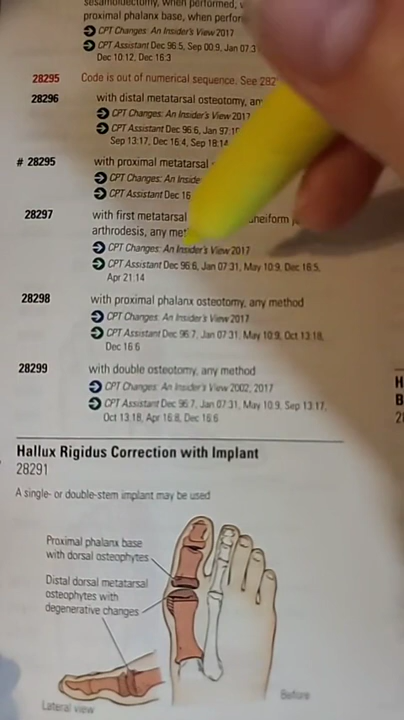 sesamoidectomy, when performed,
proximal phalanx base, when
CPT Changes: An Insider's View 2017
CPT Assistant Dec 96:5, Sep 00:9, Jan 07:3
Dec 10:12, Dec 16:3
28295 Code is out of numerical sequence. See
28296 with distal metatarsal osteotomy,
CPT Changes: An Insider's View 2017
CPT Assistant Dec 96:6, Jan 97:10
Sep 13:17, Dec 16:4, Sep 18:14
# 28295 with proximal metatarsal
CPT Changes: An
CPT Assistant Dec 16
28297 with first metatarsal
arthrodesis, any
CPT Changes: An Insider's View 2017
CPT Assistant Dec 96:6, Jan 07:31, May 10:9, Dec 16:5,
Apr 21:14
28298 with proximal phalanx osteotomy, any method
CPT Changes: An Insider's View 2017
CPT Assistant Dec 96:7, Jan 07:31, May 10:9, Oct 13:18,
Dec 16:6
28299 with double osteotomy, any method
CPT Changes: An Insider's View 2002, 2017
CPT Assistant Dec 96:7, Jan 07:31, May 10:9, Sep 13:17,
Oct 13:18, Apr 16:8, Dec 16:6
Hallux Rigidus Correction with Implant
28291
A single- or double-stem implant may be used
Proximal phalanx base
with dorsal osteophytes
Distal dorsal metatarsal
osteophytes with
degenerative changes
Lateral view
Before
H
B